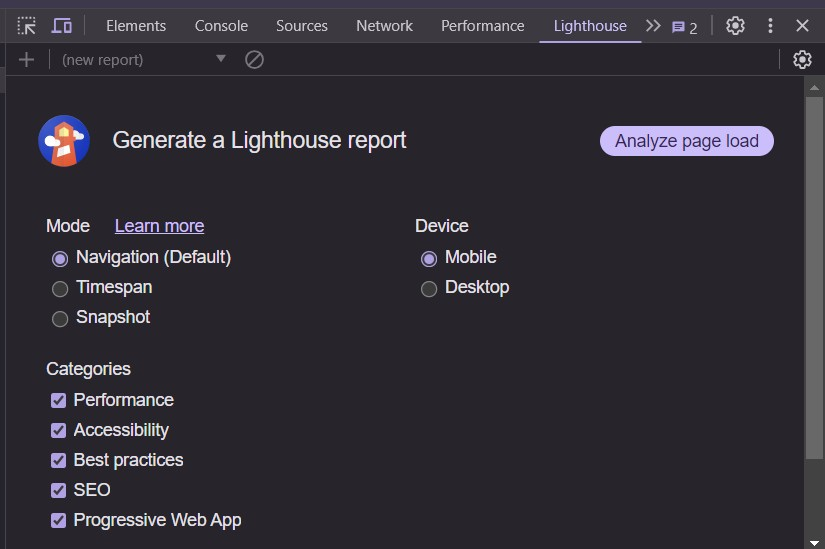 Elements Console Sources Network Performance Lighthouse 2
(new report)
Generate a Lighthouse report Analyze page load
Mode Learn more Device
Navigation (Default) Mobile
Timespan Desktop
Snapshot
Categories
Performance
Accessibility
Best practices
SEO
Progressive Web App